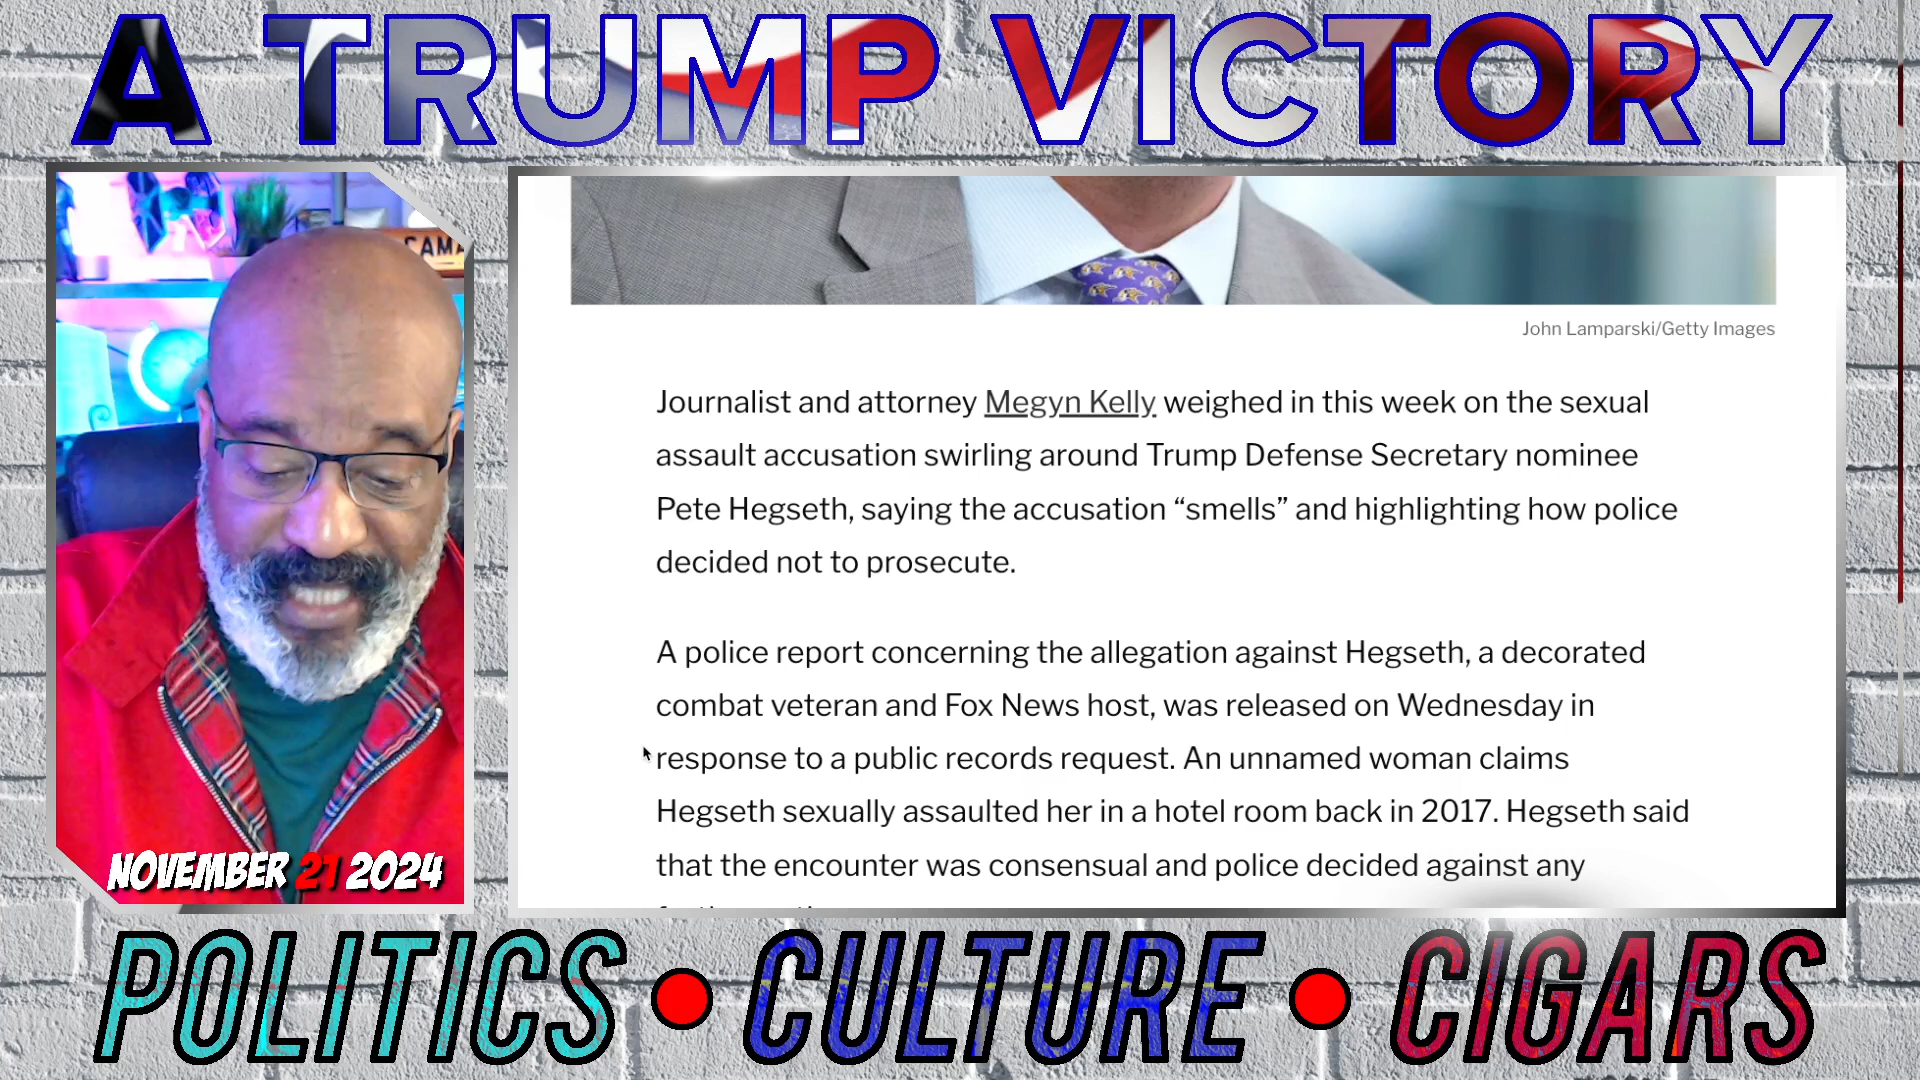 A TRUMP VICTORY
CAMA
John Lamparski/Getty Images
Journalist and attorney Megyn Kelly weighed in this week on the sexual
assault accusation swirling around Trump Defense Secretary nominee
Pete Hegseth, saying the accusation “smells” and highlighting how police
decided not to prosecute.
A police report concerning the allegation against Hegseth, a decorated
combat veteran and Fox News host, was released on Wednesday in
response to a public records request. An unnamed woman claims
Hegseth sexually assaulted her in a hotel room back in 2017. Hegseth said
that the encounter was consensual and police decided against any
NOVEMBER 21 2024
POLITICS • CULTURE • CIGARS